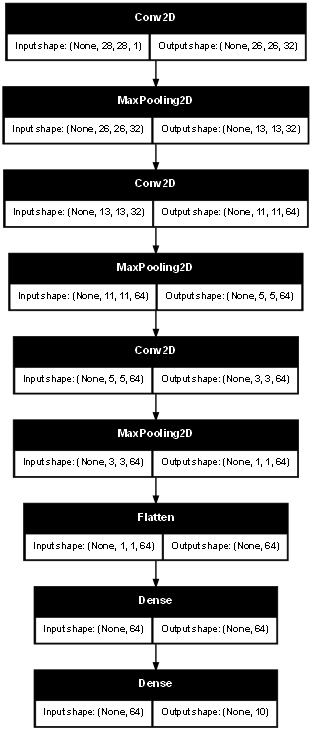 Conv2D
Input shape: (None, 28, 28, 1) Output shape: (None, 26, 26, 32)
MaxPooling2D
Input shape: (None, 26, 26, 32) Output shape: (None, 13, 13, 32)
Conv2D
Input shape: (None, 13, 13, 32) Output shape: (None, 11, 11, 64)
MaxPooling2D
Input shape: (None, 11, 11, 64) Output shape: (None, 5, 5, 64)
Conv2D
Input shape: (None, 5, 5, 64) Output shape: (None, 3, 3, 64)
MaxPooling2D
Input shape: (None, 3, 3, 64) Output shape: (None, 1, 1, 64)
Flatten
Input shape: (None, 1, 1, 64) Output shape: (None, 64)
Dense
Input shape: (None, 64) Output shape: (None, 64)
Dense
Input shape: (None, 64) Output shape: (None, 10)